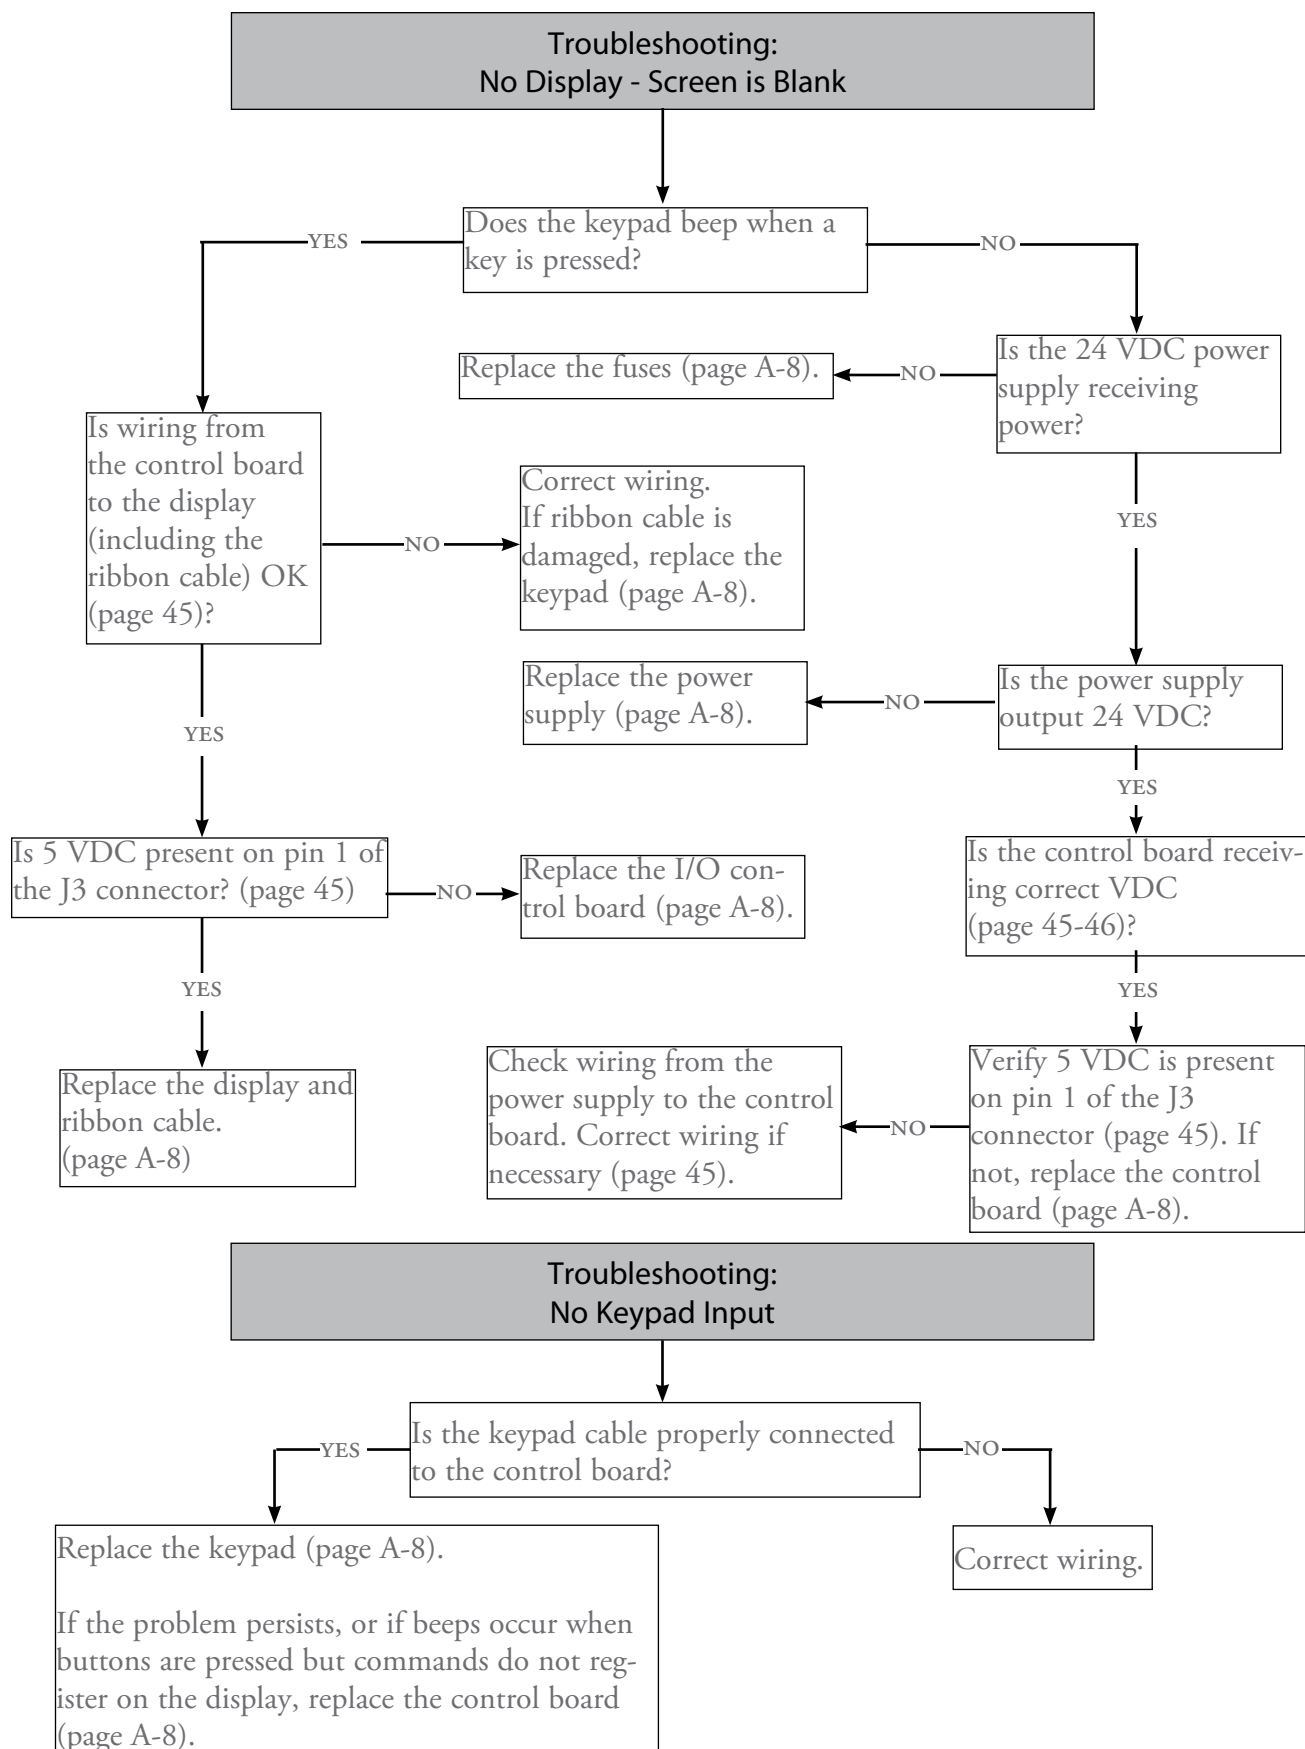 Troubleshooting:
No Display - Screen is Blank
Does the keypad beep when a
key is pressed?
YES
NO
Is the 24 VDC power
supply receiving
power?
NO
Replace the fuses (page A-8).
Is wiring from
the control board
to the display
(including the
ribbon cable) OK
(page 45)?
NO
Correct wiring.
If ribbon cable is
damaged, replace the
keypad (page A-8).
YES
Is the power supply
output 24 VDC?
NO
Replace the power
supply (page A-8).
YES
YES
Is 5 VDC present on pin 1 of
the J3 connector? (page 45)
NO
Replace the I/O con-
trol board (page A-8).
Is the control board receiv-
ing correct VDC
(page 45-46)?
YES
YES
Replace the display and
ribbon cable.
(page A-8)
Check wiring from the
power supply to the control
board. Correct wiring if
necessary (page 45).
NO
Verify 5 VDC is present
on pin 1 of the J3
connector (page 45). If
not, replace the control
board (page A-8).
Troubleshooting:
No Keypad Input
Is the keypad cable properly connected
to the control board?
YES
NO
Replace the keypad (page A-8).
If the problem persists, or if beeps occur when
buttons are pressed but commands do not reg-
ister on the display, replace the control board
(page A-8).
Correct wiring.